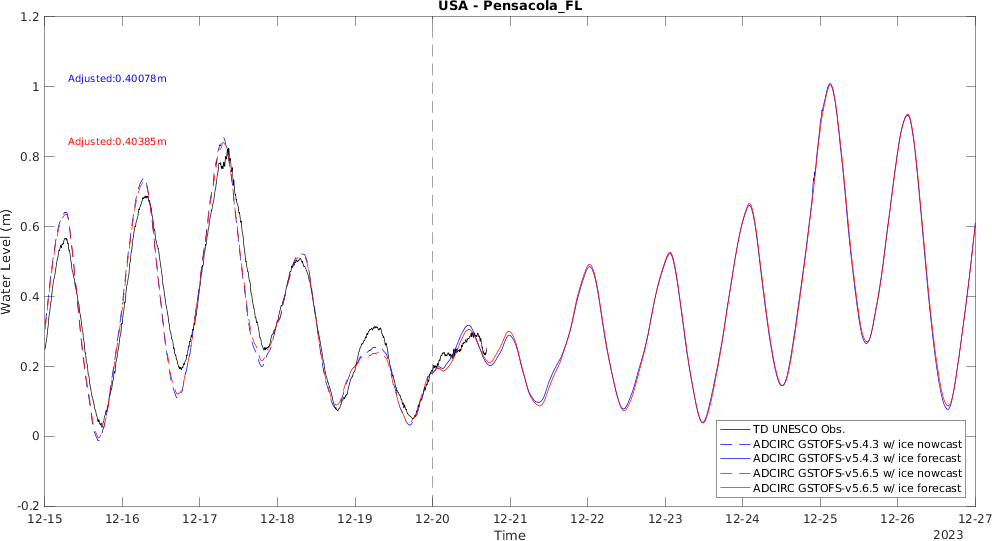 USA - Pensacola_FL
Adjusted:0.40078m
Adjusted:0.40385m
Water Level (m)
1.2
1
0.8
0.6
0.4
0.2
0
-0.2
12-15 12-16 12-17 12-18 12-19 12-20 12-21 12-22 12-23 12-24 12-25 12-26 12-27
Time
2023
TD UNESCO Obs.
ADCIRC GSTOFS-v5.4.3 w/ ice nowcast
ADCIRC GSTOFS-v5.4.3 w/ ice forecast
ADCIRC GSTOFS-v5.6.5 w/ ice nowcast
ADCIRC GSTOFS-v5.6.5 w/ ice forecast